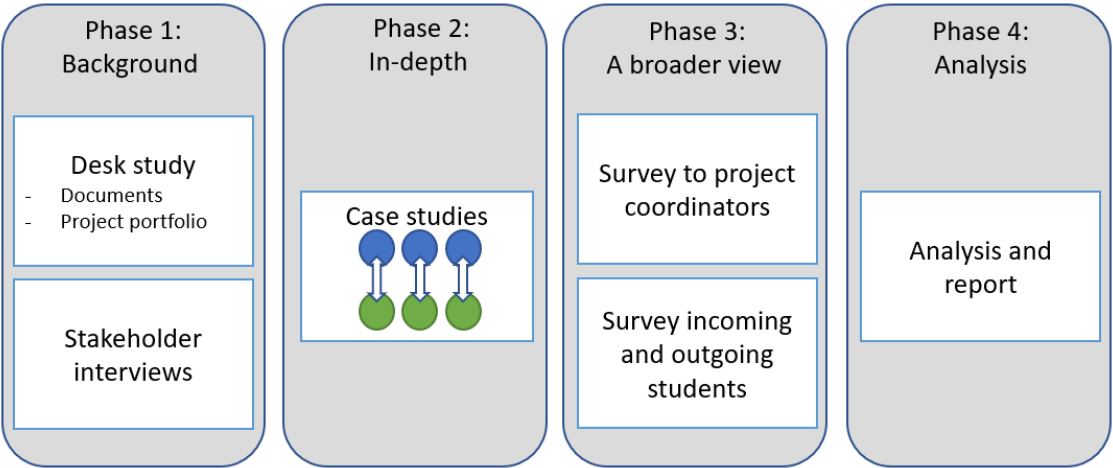 Phase 1:
Background
Desk study
- Documents
- Project portfolio
Stakeholder
interviews
Phase 2:
In-depth
Case studies
Phase 3:
A broader view
Survey to project
coordinators
Survey incoming
and outgoing
students
Phase 4:
Analysis
Analysis and
report